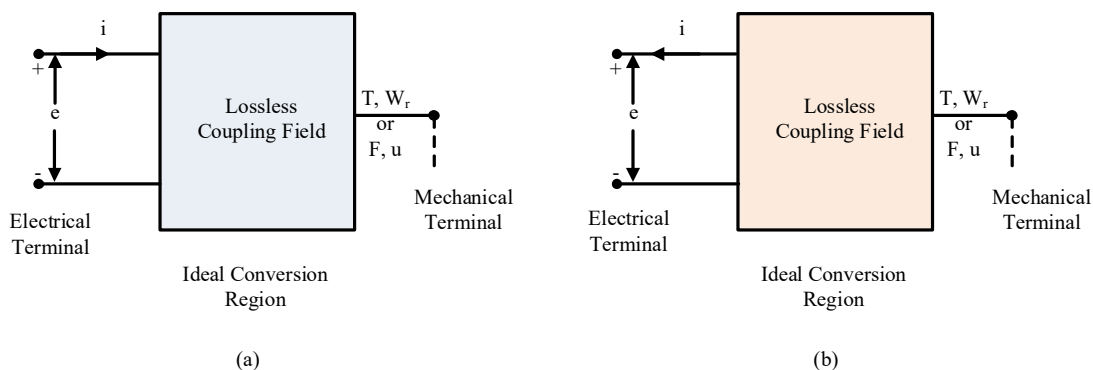 i
+
e
-
Lossless
Coupling Field
T, Wᵣ
or
F, u
Mechanical
Terminal
Electrical
Terminal
Ideal Conversion
Region
(a)
i
+
e
-
Lossless
Coupling Field
T, Wᵣ
or
F, u
Mechanical
Terminal
Electrical
Terminal
Ideal Conversion
Region
(b)